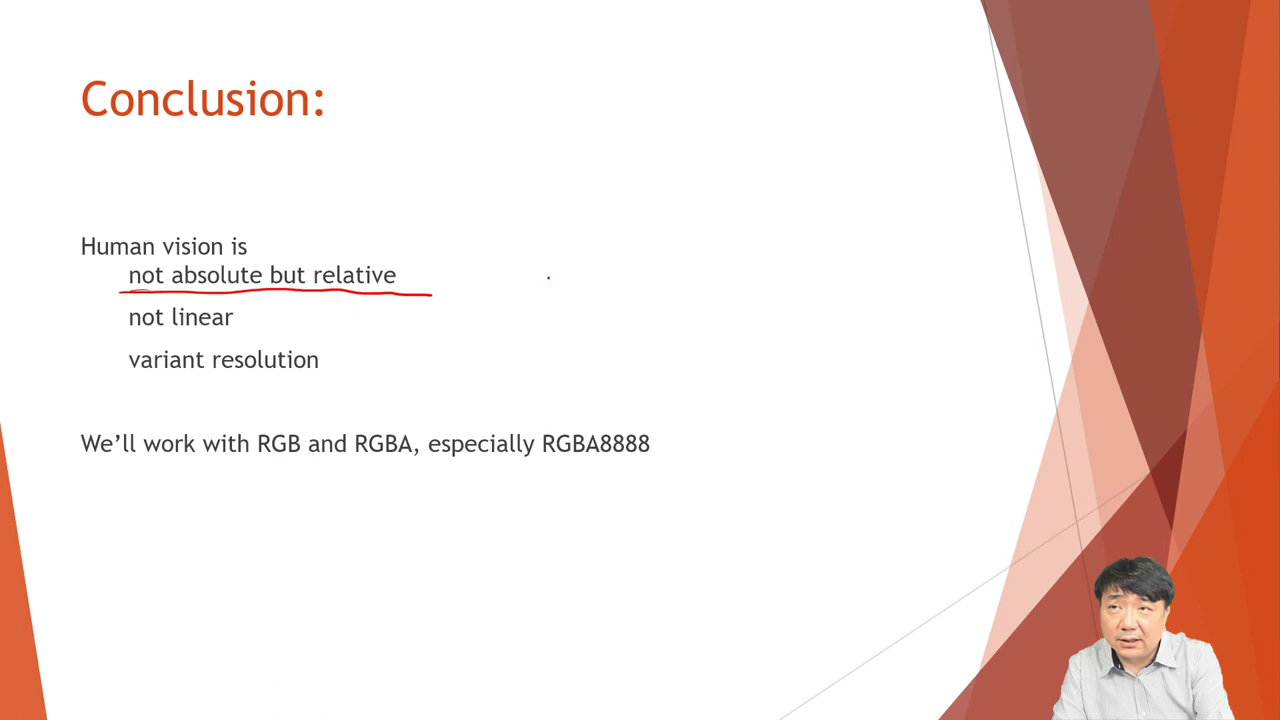 Conclusion:
Human vision is
not absolute but relative
not linear
variant resolution
We’ll work with RGB and RGBA, especially RGBA8888